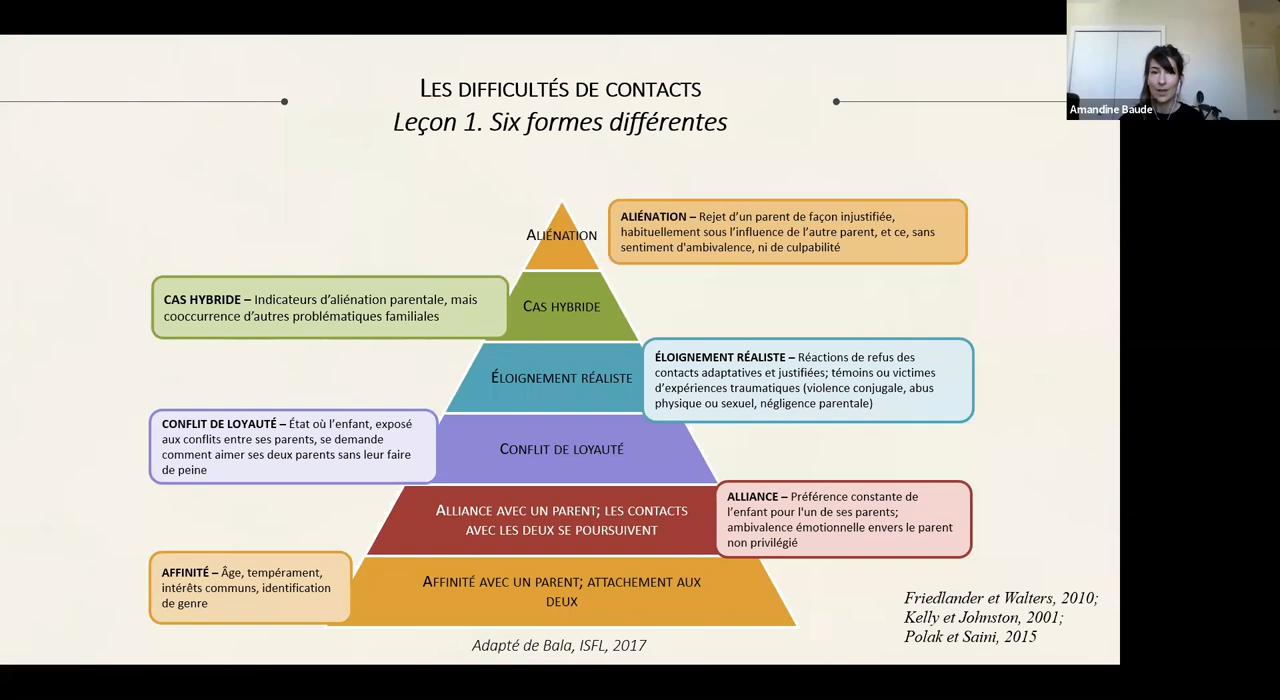 Amandine Baude
LES DIFFICULTÉS DE CONTACTS
Leçon 1. Six formes différentes
ALIÉNATION
ALIÉNATION – Rejet d’un parent de façon injustifiée,
habituellement sous l’influence de l’autre parent, et ce, sans
sentiment d'ambivalence, ni de culpabilité
CAS HYBRIDE – Indicateurs d’aliénation parentale, mais
cooccurrence d’autres problématiques familiales
CAS HYBRIDE
ÉLOIGNEMENT RÉALISTE
ÉLOIGNEMENT RÉALISTE – Réactions de refus des
contacts adaptatives et justifiées; témoins ou victimes
d’expériences traumatiques (violence conjugale, abus
physique ou sexuel, négligence parentale)
CONFLIT DE LOYAUTÉ – État où l’enfant, exposé
aux conflits entre ses parents, se demande
comment aimer ses deux parents sans leur faire
de peine
CONFLIT DE LOYAUTÉ
ALLIANCE AVEC UN PARENT; LES CONTACTS
AVEC LES DEUX SE POURSUIVENT
ALLIANCE – Préférence constante de
l’enfant pour l'un de ses parents;
ambivalence émotionnelle envers le parent
non privilégié
AFFINITÉ – Âge, tempérament,
intérêts communs, identification
de genre
AFFINITÉ AVEC UN PARENT; ATTACHEMENT AUX
DEUX
Friedlander et Walters, 2010;
Kelly et Johnston, 2001;
Polak et Saini, 2015
Adapté de Bala, ISFL, 2017